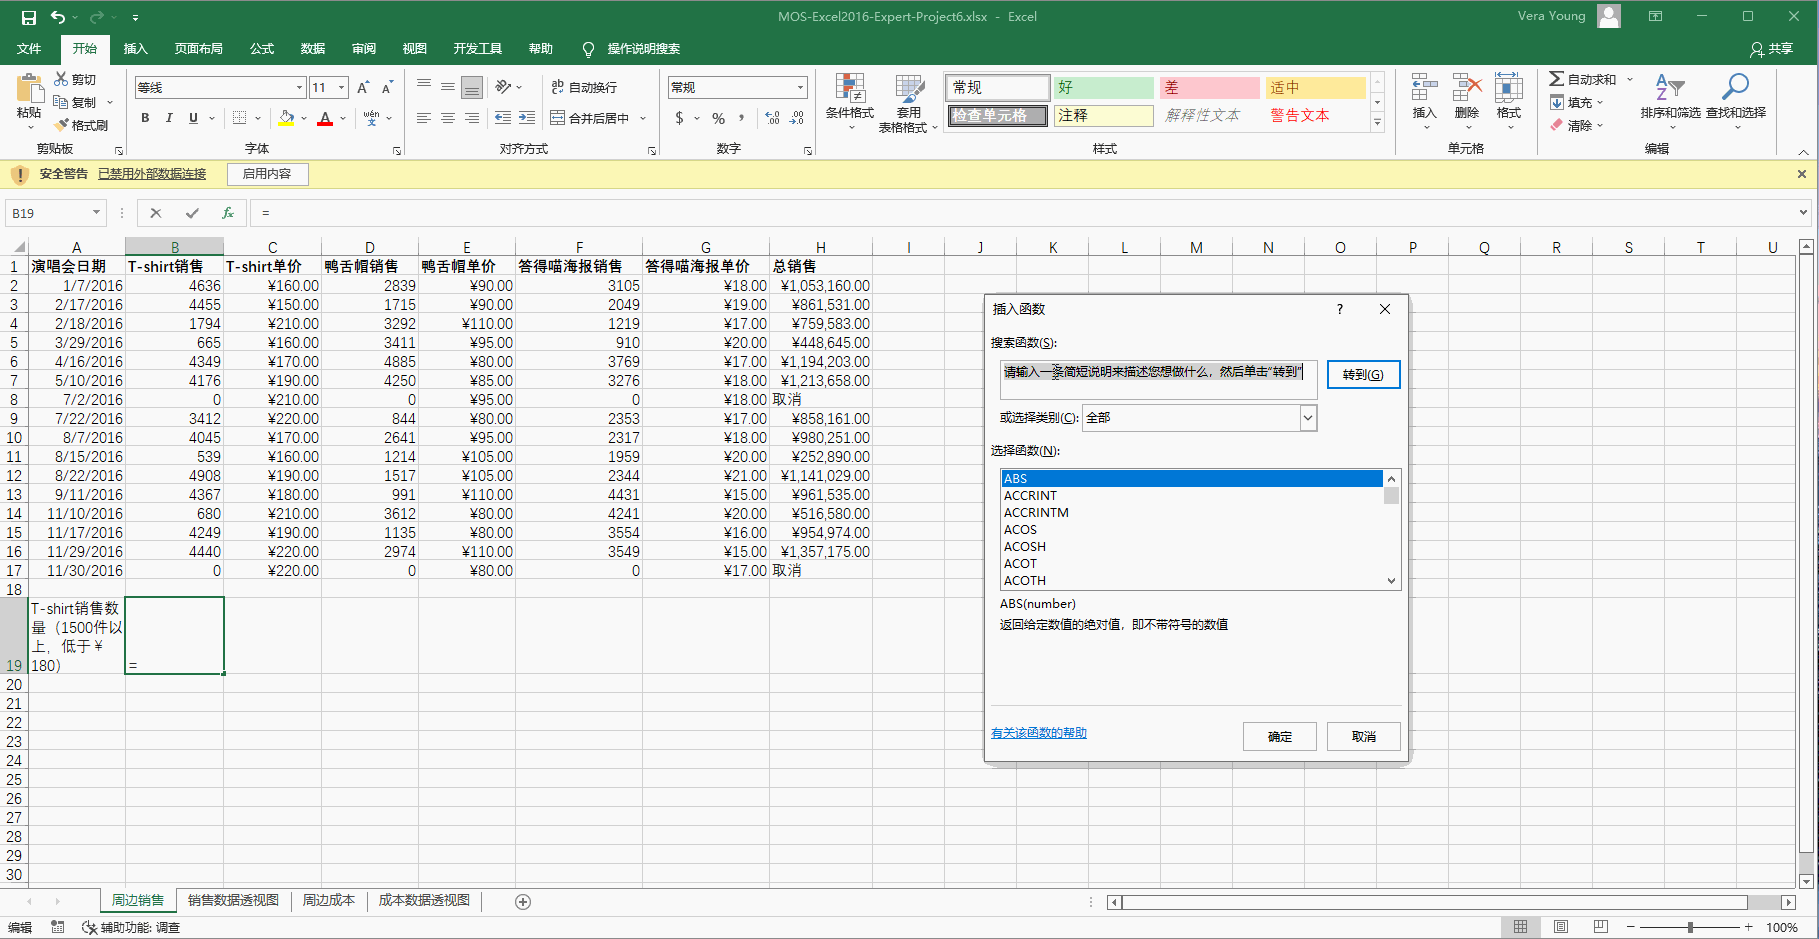 MOS-Excel2016-Expert-Project6.xlsx - Excel
Vera Young
文件 开始 插入 页面布局 公式 数据 审阅 视图 开发工具 帮助 操作说明搜索 共享
粘贴 剪切 复制 格式刷 剪贴板
等线 11 B I U A wén 文 字体
自动换行 合并后居中 对齐方式
常规 $ % , 数字
条件格式 套用表格格式 常规 好 差 适中
检查单元格 注释 解释性文本 警告文本 样式
插入 删除 格式 单元格
自动求和 填充 清除 排序和筛选 查找和选择 编辑
安全警告 已禁用外部数据连接 启用内容
B19 fx =
A B C D E F G H I J K L M N O P Q R S T U
1 演唱会日期 T-shirt销售 T-shirt单价 鸭舌帽销售 鸭舌帽单价 答得喵海报销售 答得喵海报单价 总销售
2 1/7/2016 4636 ¥160.00 2839 ¥90.00 3105 ¥18.00 ¥1,053,160.00
3 2/17/2016 4455 ¥150.00 1715 ¥90.00 2049 ¥19.00 ¥861,531.00
4 2/18/2016 1794 ¥210.00 3292 ¥110.00 1219 ¥17.00 ¥759,583.00
5 3/29/2016 665 ¥160.00 3411 ¥95.00 910 ¥20.00 ¥448,645.00
6 4/16/2016 4349 ¥170.00 4885 ¥80.00 3769 ¥17.00 ¥1,194,203.00
7 5/10/2016 4176 ¥190.00 4250 ¥85.00 3276 ¥18.00 ¥1,213,658.00
8 7/2/2016 0 ¥210.00 0 ¥95.00 0 ¥18.00 取消
9 7/22/2016 3412 ¥220.00 844 ¥80.00 2353 ¥17.00 ¥858,161.00
10 8/7/2016 4045 ¥170.00 2641 ¥95.00 2317 ¥18.00 ¥980,251.00
11 8/15/2016 539 ¥160.00 1214 ¥105.00 1959 ¥20.00 ¥252,890.00
12 8/22/2016 4908 ¥190.00 1517 ¥105.00 2344 ¥21.00 ¥1,141,029.00
13 9/11/2016 4367 ¥180.00 991 ¥110.00 4431 ¥15.00 ¥961,535.00
14 11/10/2016 680 ¥210.00 3612 ¥80.00 4241 ¥20.00 ¥516,580.00
15 11/17/2016 4249 ¥190.00 1135 ¥80.00 3554 ¥16.00 ¥954,974.00
16 11/29/2016 4440 ¥220.00 2974 ¥110.00 3549 ¥15.00 ¥1,357,175.00
17 11/30/2016 0 ¥220.00 0 ¥80.00 0 ¥17.00 取消
18
T-shirt销售数
量（1500件以
上，低于￥
19 180） =
20
21
22
23
24
25
26
27
28
29
30
插入函数 ?
搜索函数(S):
请输入一条简短说明来描述您想做什么，然后单击“转到” 转到(G)
或选择类别(C): 全部
选择函数(N):
ABS
ACCRINT
ACCRINTM
ACOS
ACOSH
ACOT
ACOTH
ABS(number)
返回给定数值的绝对值，即不带符号的数值
有关该函数的帮助 确定 取消
周边销售 销售数据透视图 周边成本 成本数据透视图
编辑 辅助功能: 调查 100%